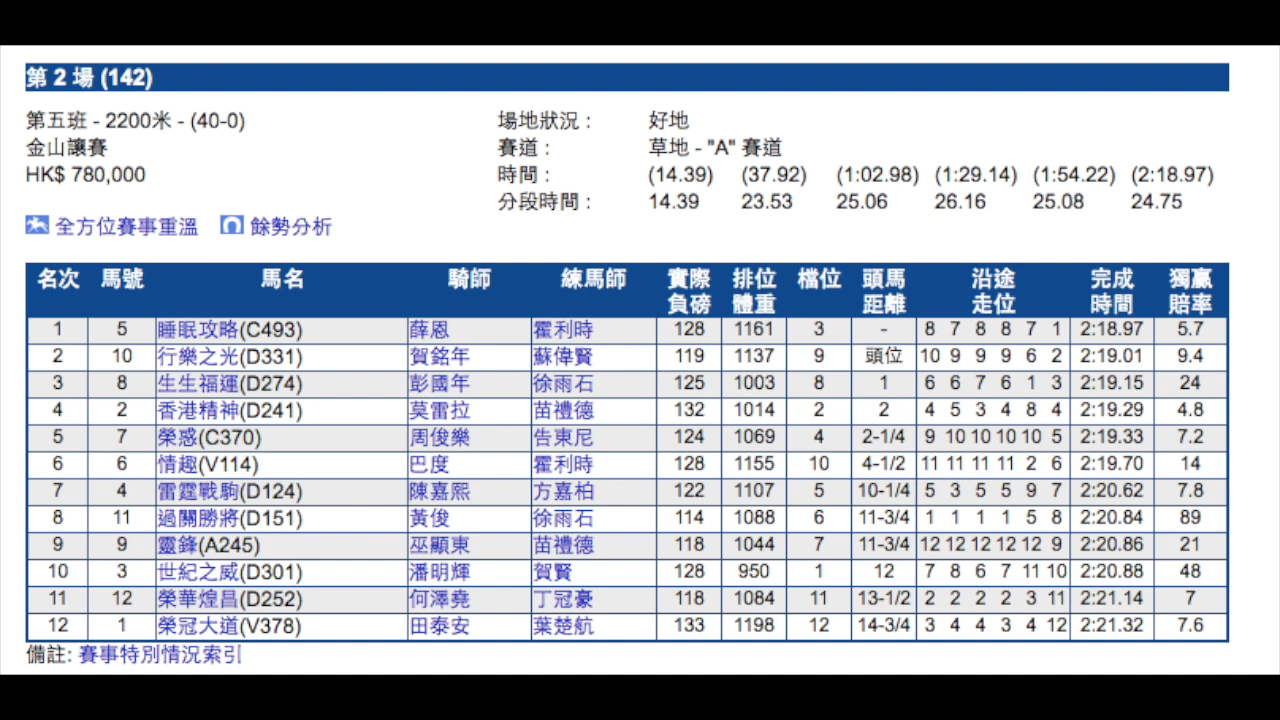 第 2 場 (142)
第五班 - 2200米 - (40-0) 場地狀況 : 好地
金山讓賽 賽道 : 草地 - "A" 賽道
HK$ 780,000 時間 : (14.39) (37.92) (1:02.98) (1:29.14) (1:54.22) (2:18.97)
分段時間 : 14.39 23.53 25.06 26.16 25.08 24.75
全方位賽事重溫 餘勢分析
名次 馬號 馬名 騎師 練馬師 實際負磅 排位體重 檔位 頭馬距離 沿途走位 完成時間 獨贏賠率
1 5 睡眠攻略(C493) 薛恩 霍利時 128 1161 3 - 8 7 8 8 7 1 2:18.97 5.7
2 10 行樂之光(D331) 賀銘年 蘇偉賢 119 1137 9 頭位 10 9 9 9 6 2 2:19.01 9.4
3 8 生生福運(D274) 彭國年 徐雨石 125 1003 8 1 6 6 7 6 1 3 2:19.15 24
4 2 香港精神(D241) 莫雷拉 苗禮德 132 1014 2 2 4 5 3 4 8 4 2:19.29 4.8
5 7 榮惑(C370) 周俊樂 告東尼 124 1069 4 2-1/4 9 10 10 10 10 5 2:19.33 7.2
6 6 情趣(V114) 巴度 霍利時 128 1155 10 4-1/2 11 11 11 11 2 6 2:19.70 14
7 4 雷霆戰駒(D124) 陳嘉熙 方嘉柏 122 1107 5 10-1/4 5 3 5 5 9 7 2:20.62 7.8
8 11 過關勝將(D151) 黃俊 徐雨石 114 1088 6 11-3/4 1 1 1 1 5 8 2:20.84 89
9 9 靈鋒(A245) 巫顯東 苗禮德 118 1044 7 11-3/4 12 12 12 12 12 9 2:20.86 21
10 3 世紀之威(D301) 潘明輝 賀賢 128 950 1 12 7 8 6 7 11 10 2:20.88 48
11 12 榮華煌昌(D252) 何澤堯 丁冠豪 118 1084 11 13-1/2 2 2 2 2 3 11 2:21.14 7
12 1 榮冠大道(V378) 田泰安 葉楚航 133 1198 12 14-3/4 3 4 4 3 4 12 2:21.32 7.6
備註: 賽事特別情況索引